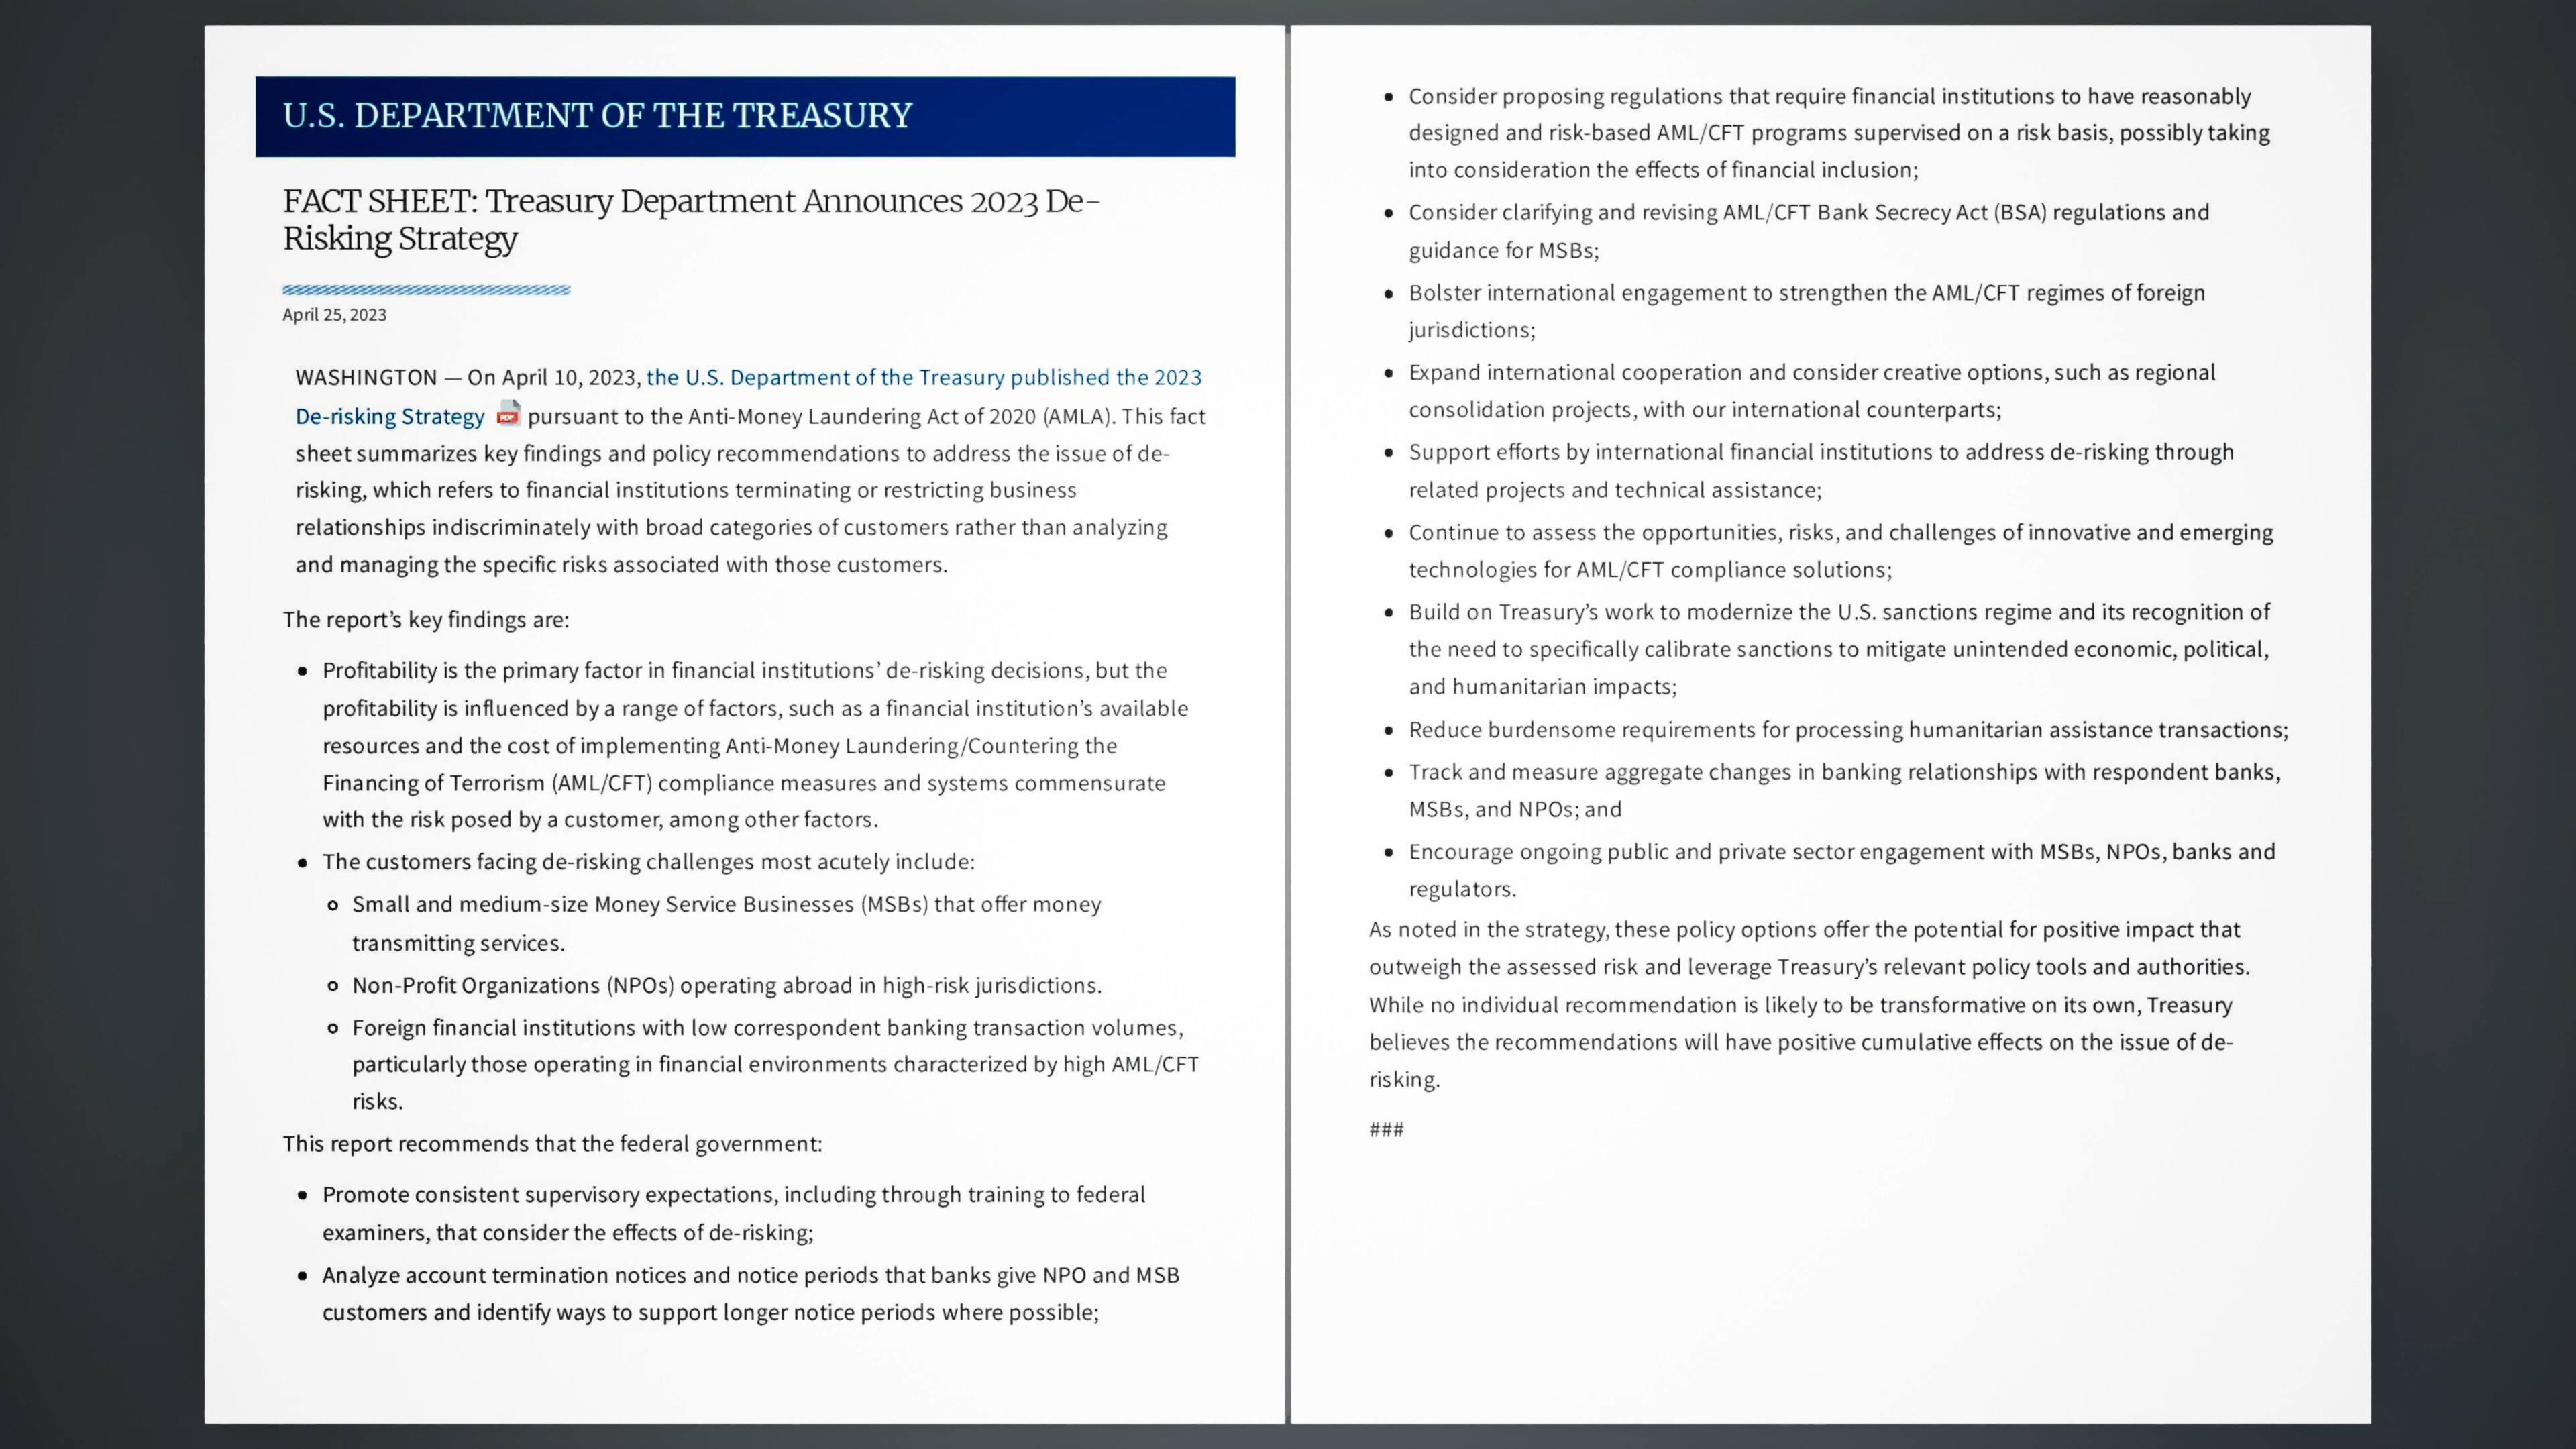 U.S. DEPARTMENT OF THE TREASURY
FACT SHEET: Treasury Department Announces 2023 De-
Risking Strategy
April 25, 2023
WASHINGTON — On April 10, 2023, the U.S. Department of the Treasury published the 2023
De-risking Strategy PDF pursuant to the Anti-Money Laundering Act of 2020 (AMLA). This fact
sheet summarizes key findings and policy recommendations to address the issue of de-
risking, which refers to financial institutions terminating or restricting business
relationships indiscriminately with broad categories of customers rather than analyzing
and managing the specific risks associated with those customers.
The report’s key findings are:
• Profitability is the primary factor in financial institutions’ de-risking decisions, but the
profitability is influenced by a range of factors, such as a financial institution’s available
resources and the cost of implementing Anti-Money Laundering/Countering the
Financing of Terrorism (AML/CFT) compliance measures and systems commensurate
with the risk posed by a customer, among other factors.
• The customers facing de-risking challenges most acutely include:
o Small and medium-size Money Service Businesses (MSBs) that offer money
transmitting services.
o Non-Profit Organizations (NPOs) operating abroad in high-risk jurisdictions.
o Foreign financial institutions with low correspondent banking transaction volumes,
particularly those operating in financial environments characterized by high AML/CFT
risks.
This report recommends that the federal government:
• Promote consistent supervisory expectations, including through training to federal
examiners, that consider the effects of de-risking;
• Analyze account termination notices and notice periods that banks give NPO and MSB
customers and identify ways to support longer notice periods where possible;
• Consider proposing regulations that require financial institutions to have reasonably
designed and risk-based AML/CFT programs supervised on a risk basis, possibly taking
into consideration the effects of financial inclusion;
• Consider clarifying and revising AML/CFT Bank Secrecy Act (BSA) regulations and
guidance for MSBs;
• Bolster international engagement to strengthen the AML/CFT regimes of foreign
jurisdictions;
• Expand international cooperation and consider creative options, such as regional
consolidation projects, with our international counterparts;
• Support efforts by international financial institutions to address de-risking through
related projects and technical assistance;
• Continue to assess the opportunities, risks, and challenges of innovative and emerging
technologies for AML/CFT compliance solutions;
• Build on Treasury’s work to modernize the U.S. sanctions regime and its recognition of
the need to specifically calibrate sanctions to mitigate unintended economic, political,
and humanitarian impacts;
• Reduce burdensome requirements for processing humanitarian assistance transactions;
• Track and measure aggregate changes in banking relationships with respondent banks,
MSBs, and NPOs; and
• Encourage ongoing public and private sector engagement with MSBs, NPOs, banks and
regulators.
As noted in the strategy, these policy options offer the potential for positive impact that
outweigh the assessed risk and leverage Treasury’s relevant policy tools and authorities.
While no individual recommendation is likely to be transformative on its own, Treasury
believes the recommendations will have positive cumulative effects on the issue of de-
risking.
###